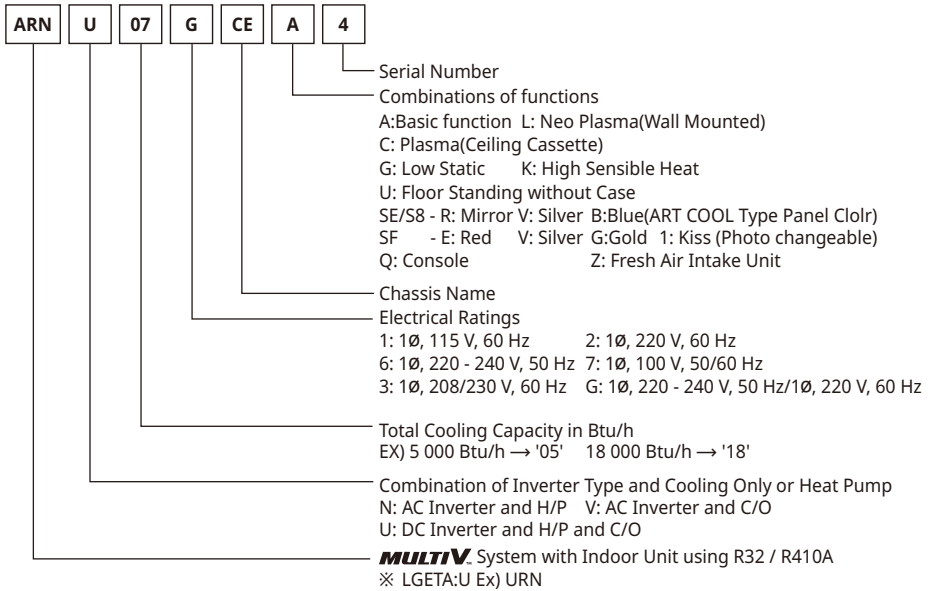 ARN U 07 G CE A 4
Serial Number
Combinations of functions
A:Basic function L: Neo Plasma(Wall Mounted)
C: Plasma(Ceiling Cassette)
G: Low Static K: High Sensible Heat
U: Floor Standing without Case
SE/S8 - R: Mirror V: Silver B:Blue(ART COOL Type Panel Clolr)
SF - E: Red V: Silver G:Gold 1: Kiss (Photo changeable)
Q: Console Z: Fresh Air Intake Unit
Chassis Name
Electrical Ratings
1: 1Ø, 115 V, 60 Hz 2: 1Ø, 220 V, 60 Hz
6: 1Ø, 220 - 240 V, 50 Hz 7: 1Ø, 100 V, 50/60 Hz
3: 1Ø, 208/230 V, 60 Hz G: 1Ø, 220 - 240 V, 50 Hz/1Ø, 220 V, 60 Hz
Total Cooling Capacity in Btu/h
EX) 5 000 Btu/h → '05' 18 000 Btu/h → '18'
Combination of Inverter Type and Cooling Only or Heat Pump
N: AC Inverter and H/P V: AC Inverter and C/O
U: DC Inverter and H/P and C/O
MULTI V™ System with Indoor Unit using R32 / R410A
※ LGETA:U Ex) URN